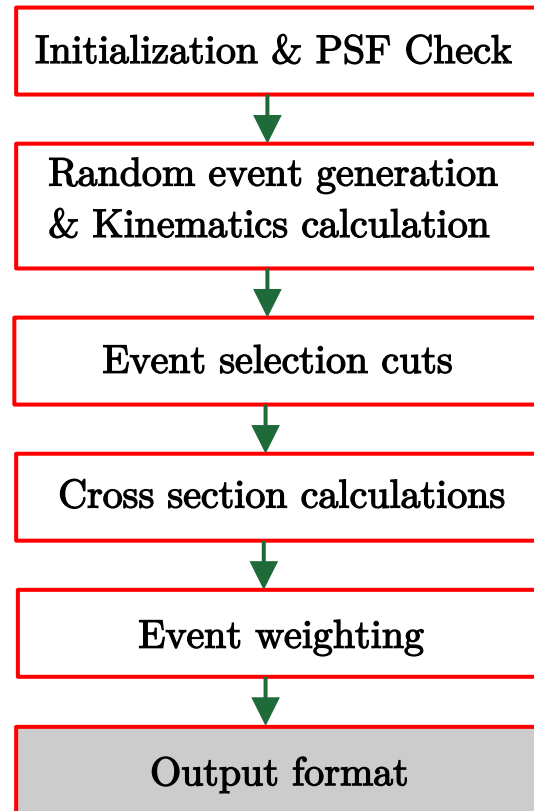 Initialization & PSF Check
Random event generation
& Kinematics calculation
Event selection cuts
Cross section calculations
Event weighting
Output format